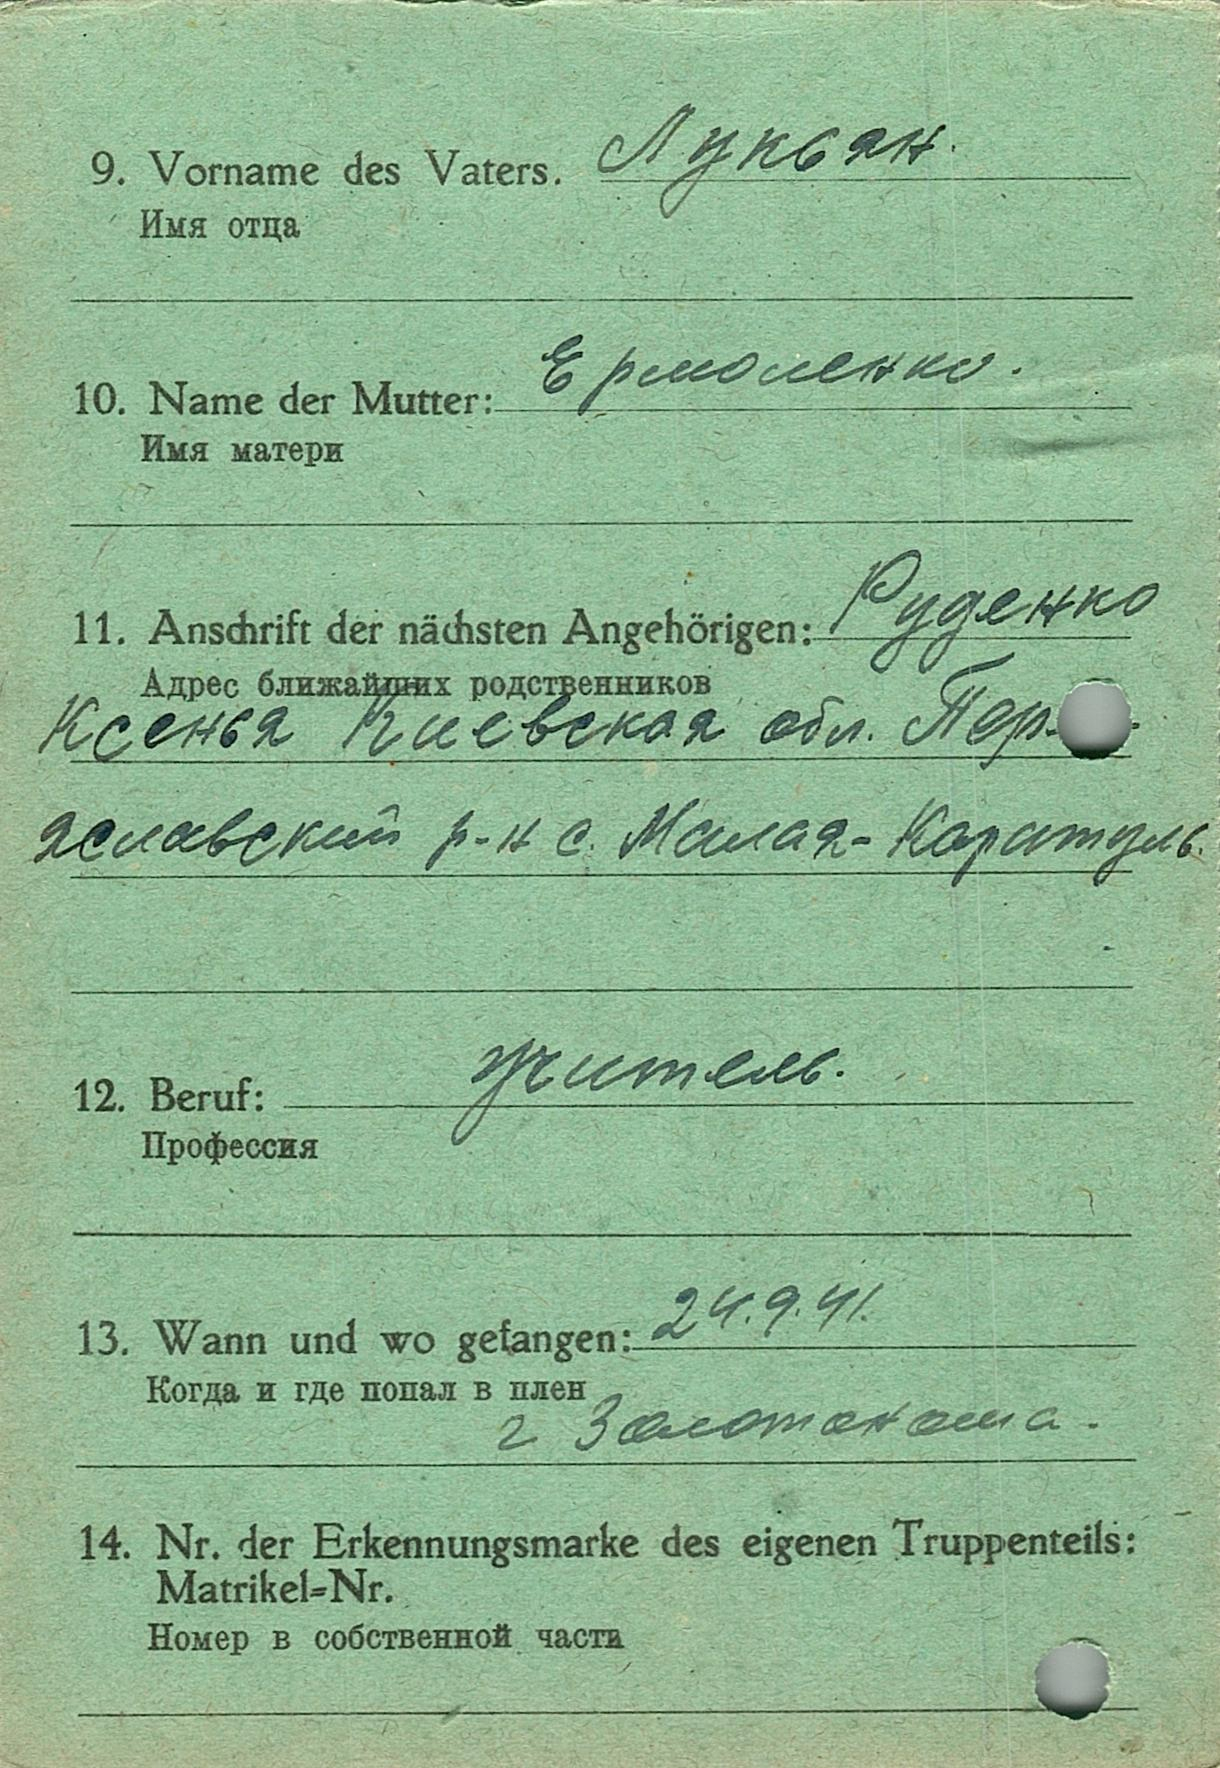 9. Vorname des Vaters. Лукьян.
Имя отца
10. Name der Mutter: Ермоленко.
Имя матери
11. Anschrift der nächsten Angehörigen: Руденко
Адрес ближайших родственников
Ксенья Киевская обл. Пер-
яславский р-н с. Малая-Каратуль.
12. Beruf: учитель.
Профессия
13. Wann und wo gefangen: 24.9.41.
Когда и где попал в плен
г Золотоноша.
14. Nr. der Erkennungsmarke des eigenen Truppenteils:
Matrikel-Nr.
Номер в собственной части